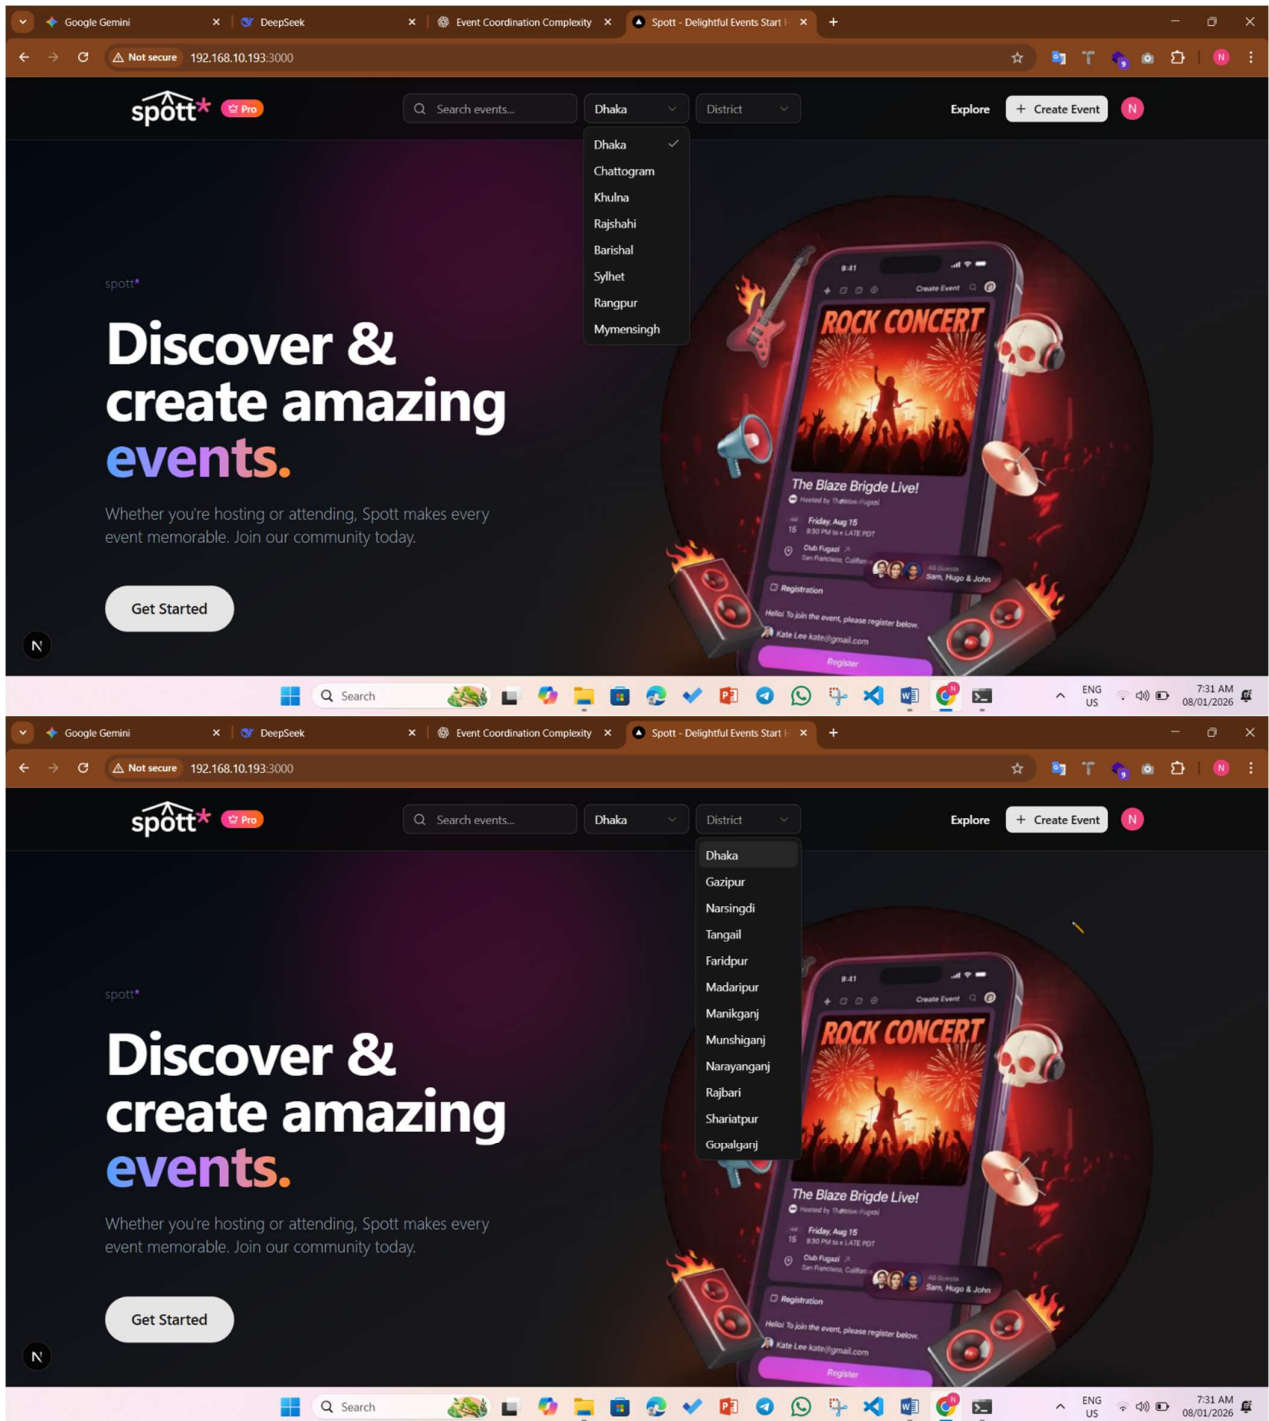 Google Gemini
DeepSeek
Event Coordination Complexity
Spott - Delightful Events Start H
Not secure 192.168.10.193:3000
9
N
spott* Pro
Search events...
Dhaka
District
Explore
+ Create Event
N
Dhaka
Chattogram
Khulna
Rajshahi
Barishal
Sylhet
Rangpur
Mymensingh
spott*
Discover &
create amazing
events.
Whether you're hosting or attending, Spott makes every
event memorable. Join our community today.
Get Started
N
Create Event
ROCK CONCERT
The Blaze Brigde Live!
Friday, Aug 15
Club Fugazi
Sam, Hugo & John
Registration
Hello! To join the event, please register below.
Kate Lee kate@gmail.com
Register
Search
ENG
US
7:31 AM
08/01/2026
Google Gemini
DeepSeek
Event Coordination Complexity
Spott - Delightful Events Start H
Not secure 192.168.10.193:3000
9
N
spott* Pro
Search events...
Dhaka
District
Explore
+ Create Event
N
Dhaka
Gazipur
Narsingdi
Tangail
Faridpur
Madaripur
Manikganj
Munshiganj
Narayanganj
Rajbari
Shariatpur
Gopalganj
spott*
Discover &
create amazing
events.
Whether you're hosting or attending, Spott makes every
event memorable. Join our community today.
Get Started
N
Create Event
ROCK CONCERT
The Blaze Brigde Live!
Friday, Aug 15
Club Fugazi
Sam, Hugo & John
Registration
Hello! To join the event, please register below.
Kate Lee kate@gmail.com
Register
Search
ENG
US
7:31 AM
08/01/2026